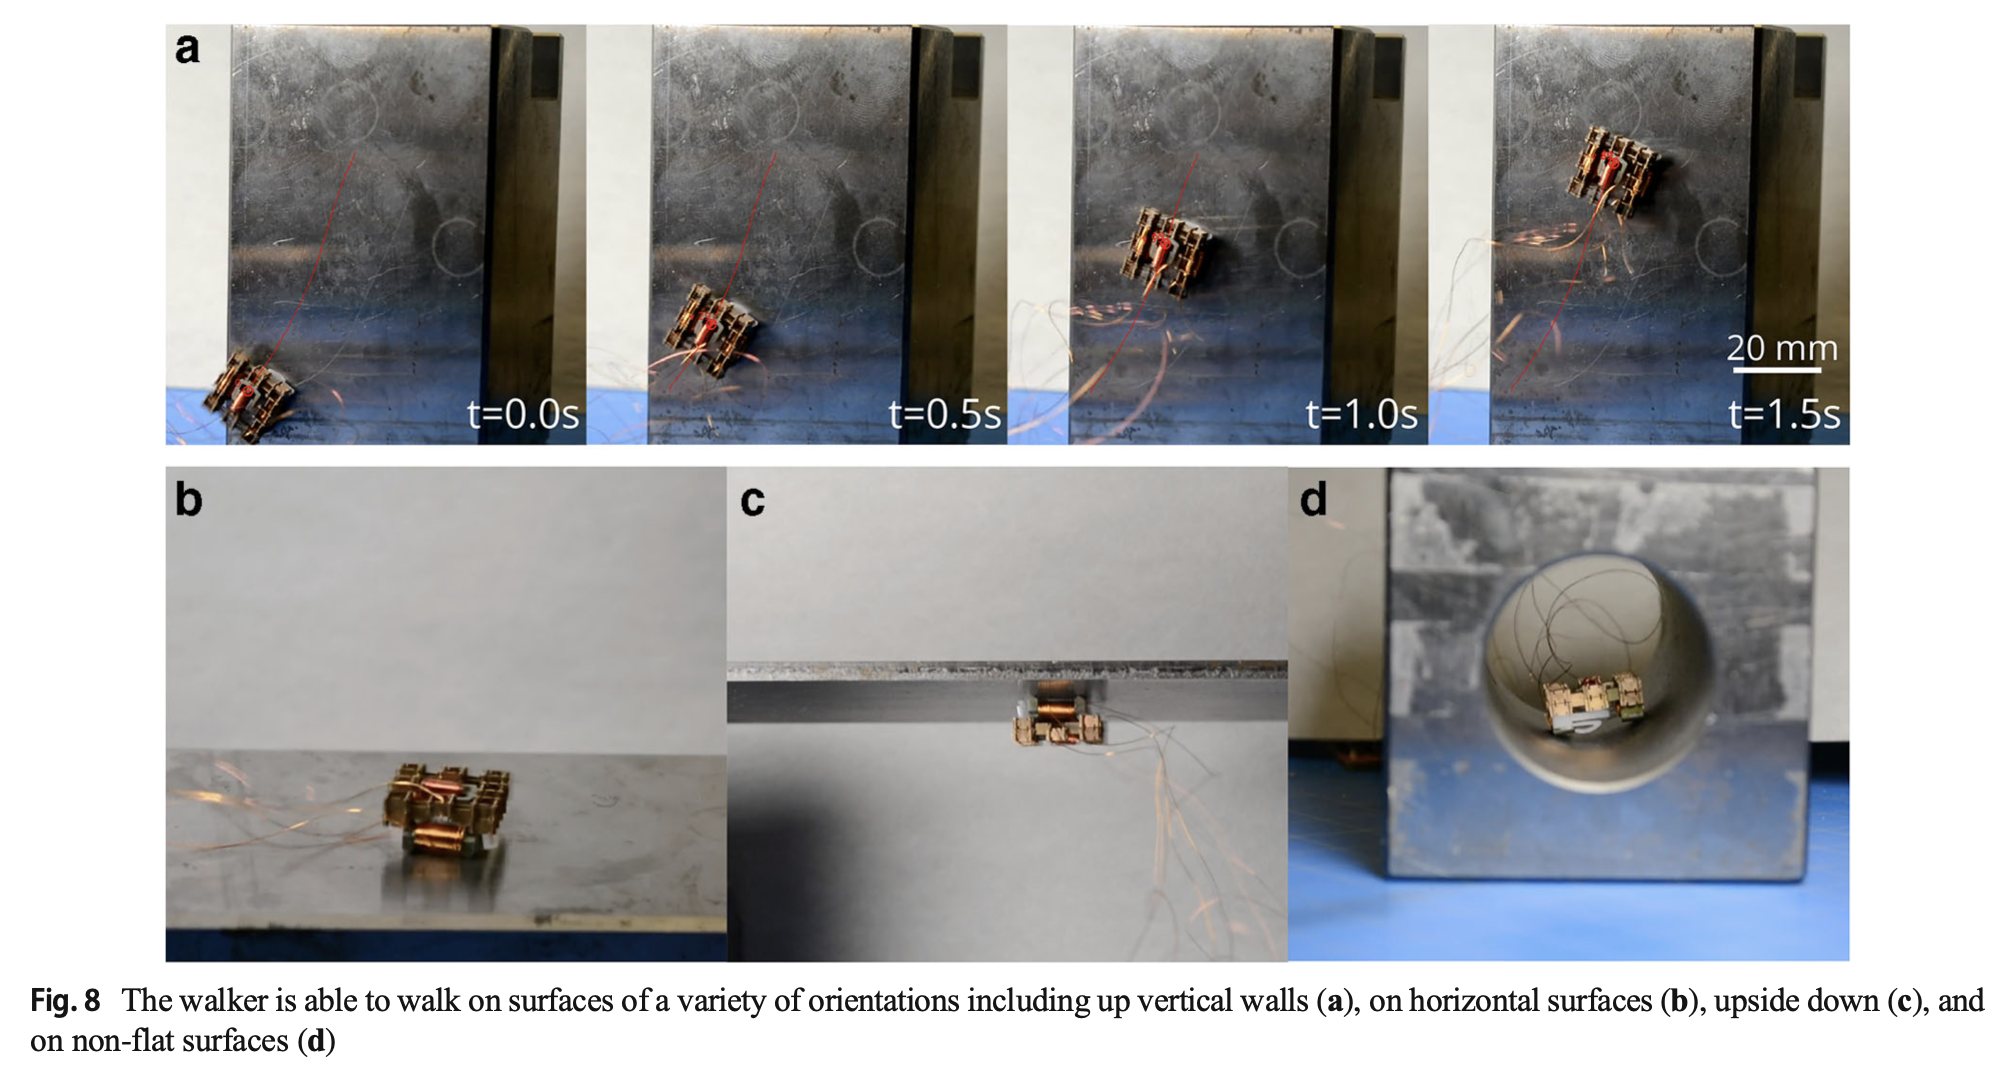 a
t=0.0s
t=0.5s
t=1.0s
20 mm
t=1.5s
b
c
d
Fig. 8 The walker is able to walk on surfaces of a variety of orientations including up vertical walls (a), on horizontal surfaces (b), upside down (c), and
on non-flat surfaces (d)